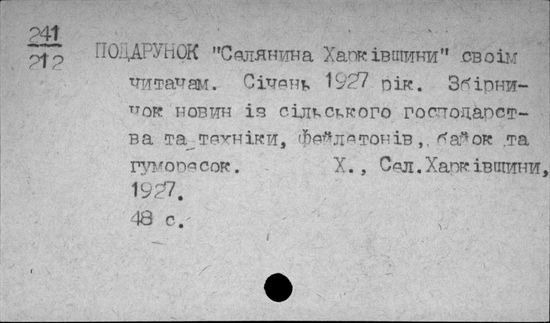 241
212
ПОДАРУНОК "Селянина Харківщини" своїм
читачам. Січень 1927 рік. Збірни-
чок новин із сільського господарст-
ва та техніки, фейлетонів, байок та
гуморесок. Х., Сел.Харківщини,
1927.
48 с.